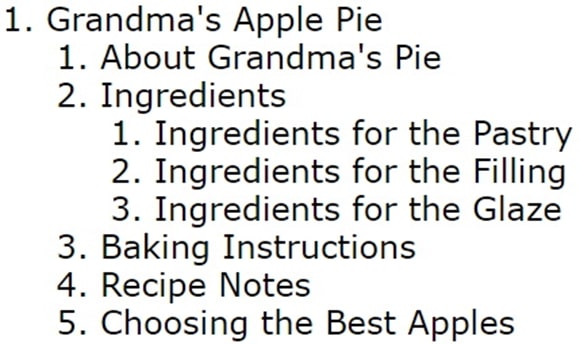 1. Grandma's Apple Pie
1. About Grandma's Pie
2. Ingredients
1. Ingredients for the Pastry
2. Ingredients for the Filling
3. Ingredients for the Glaze
3. Baking Instructions
4. Recipe Notes
5. Choosing the Best Apples